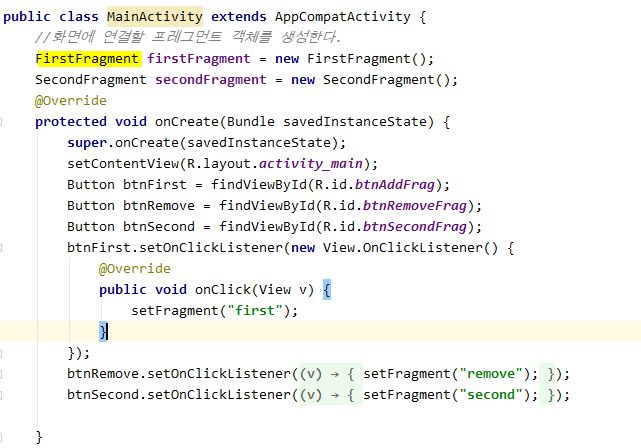 public class MainActivity extends AppCompatActivity {
//화면에 연결할 프레그먼트 객체를 생성한다.
FirstFragment firstFragment = new FirstFragment();
SecondFragment secondFragment = new SecondFragment();
@Override
protected void onCreate(Bundle savedInstanceState) {
super.onCreate(savedInstanceState);
setContentView(R.layout.activity_main);
Button btnFirst = findViewById(R.id.btnAddFrag);
Button btnRemove = findViewById(R.id.btnRemoveFrag);
Button btnSecond = findViewById(R.id.btnSecondFrag);
btnFirst.setOnClickListener(new View.OnClickListener() {
@Override
public void onClick(View v) {
setFragment("first");
}
});
btnRemove.setOnClickListener((v) → { setFragment("remove"); });
btnSecond.setOnClickListener((v) → { setFragment("second"); });
}